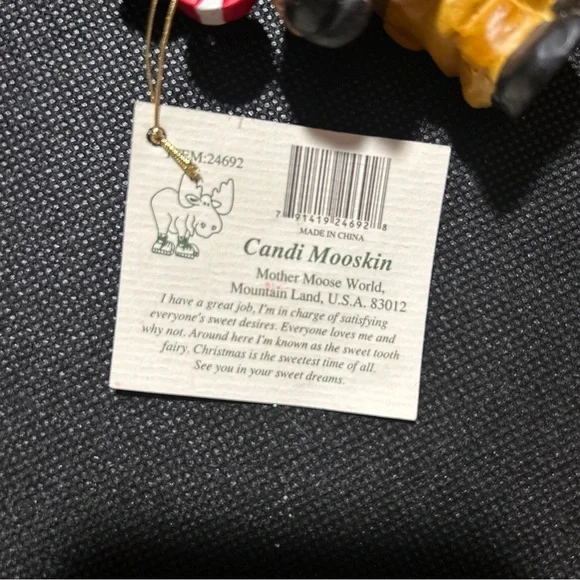 ITEM:24692
7 91419 24692 8
MADE IN CHINA
Candi Mooskin
Mother Moose World,
Mountain Land, U.S.A. 83012
I have a great job, I'm in charge of satisfying
everyone's sweet desires. Everyone loves me and
why not. Around here I'm known as the sweet tooth
fairy. Christmas is the sweetest time of all.
See you in your sweet dreams.